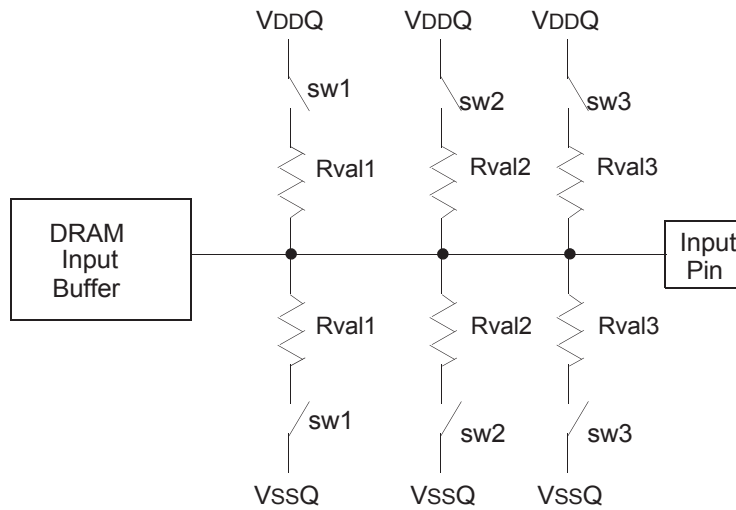 VDDQ VDDQ VDDQ
sw1 sw2 sw3
Rval1 Rval2 Rval3
DRAM
Input
Buffer
Input
Pin
Rval1 Rval2 Rval3
sw1 sw2 sw3
VSSQ VSSQ VSSQ